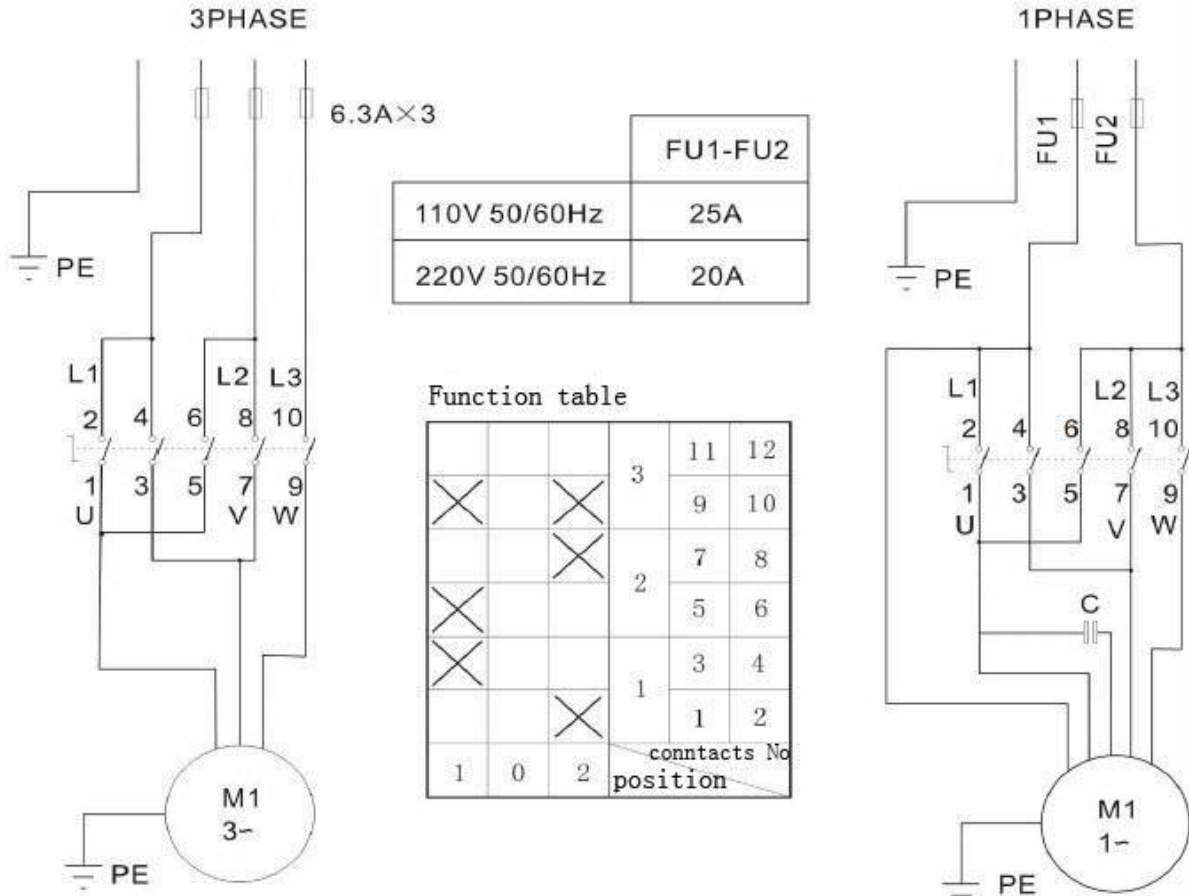 3PHASE
6.3A×3
PE
L1
L2
L3
2
4
6
8
10
1
3
5
7
9
U
V
W
M1
3~
PE
FU1-FU2
110V 50/60Hz 25A
220V 50/60Hz 20A
Function table
3
11 12
9 10
2
7 8
5 6
1
3 4
1 2
conntacts No
position
1 0 2
1PHASE
FU1
FU2
PE
L1
L2
L3
2
4
6
8
10
1
3
5
7
9
U
V
W
C
M1
1~
PE